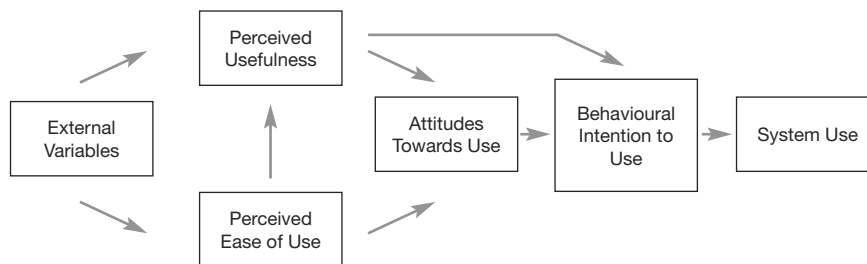 Perceived
Usefulness
External
Variables
Attitudes
Towards Use
Behavioural
Intention to
Use
System Use
Perceived
Ease of Use